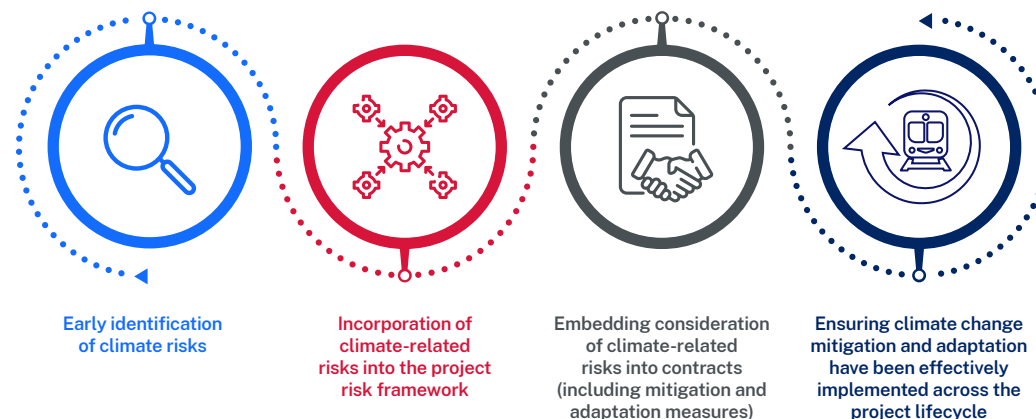 Early identification
of climate risks
Incorporation of
climate-related
risks into the project
risk framework
Embedding consideration
of climate-related
risks into contracts
(including mitigation and
adaptation measures)
Ensuring climate change
mitigation and adaptation
have been effectively
implemented across the
project lifecycle